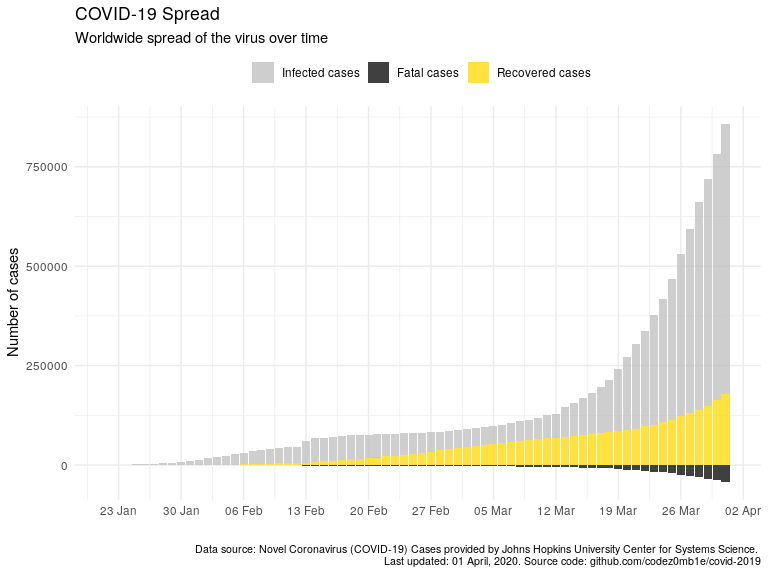 COVID-19 Spread
Worldwide spread of the virus over time
Infected cases Fatal cases Recovered cases
Number of cases
750000
500000
250000
0
23 Jan 30 Jan 06 Feb 13 Feb 20 Feb 27 Feb 05 Mar 12 Mar 19 Mar 26 Mar 02 Apr
Data source: Novel Coronavirus (COVID-19) Cases provided by Johns Hopkins University Center for Systems Science.
Last updated: 01 April, 2020. Source code: github.com/codez0mb1e/covid-2019